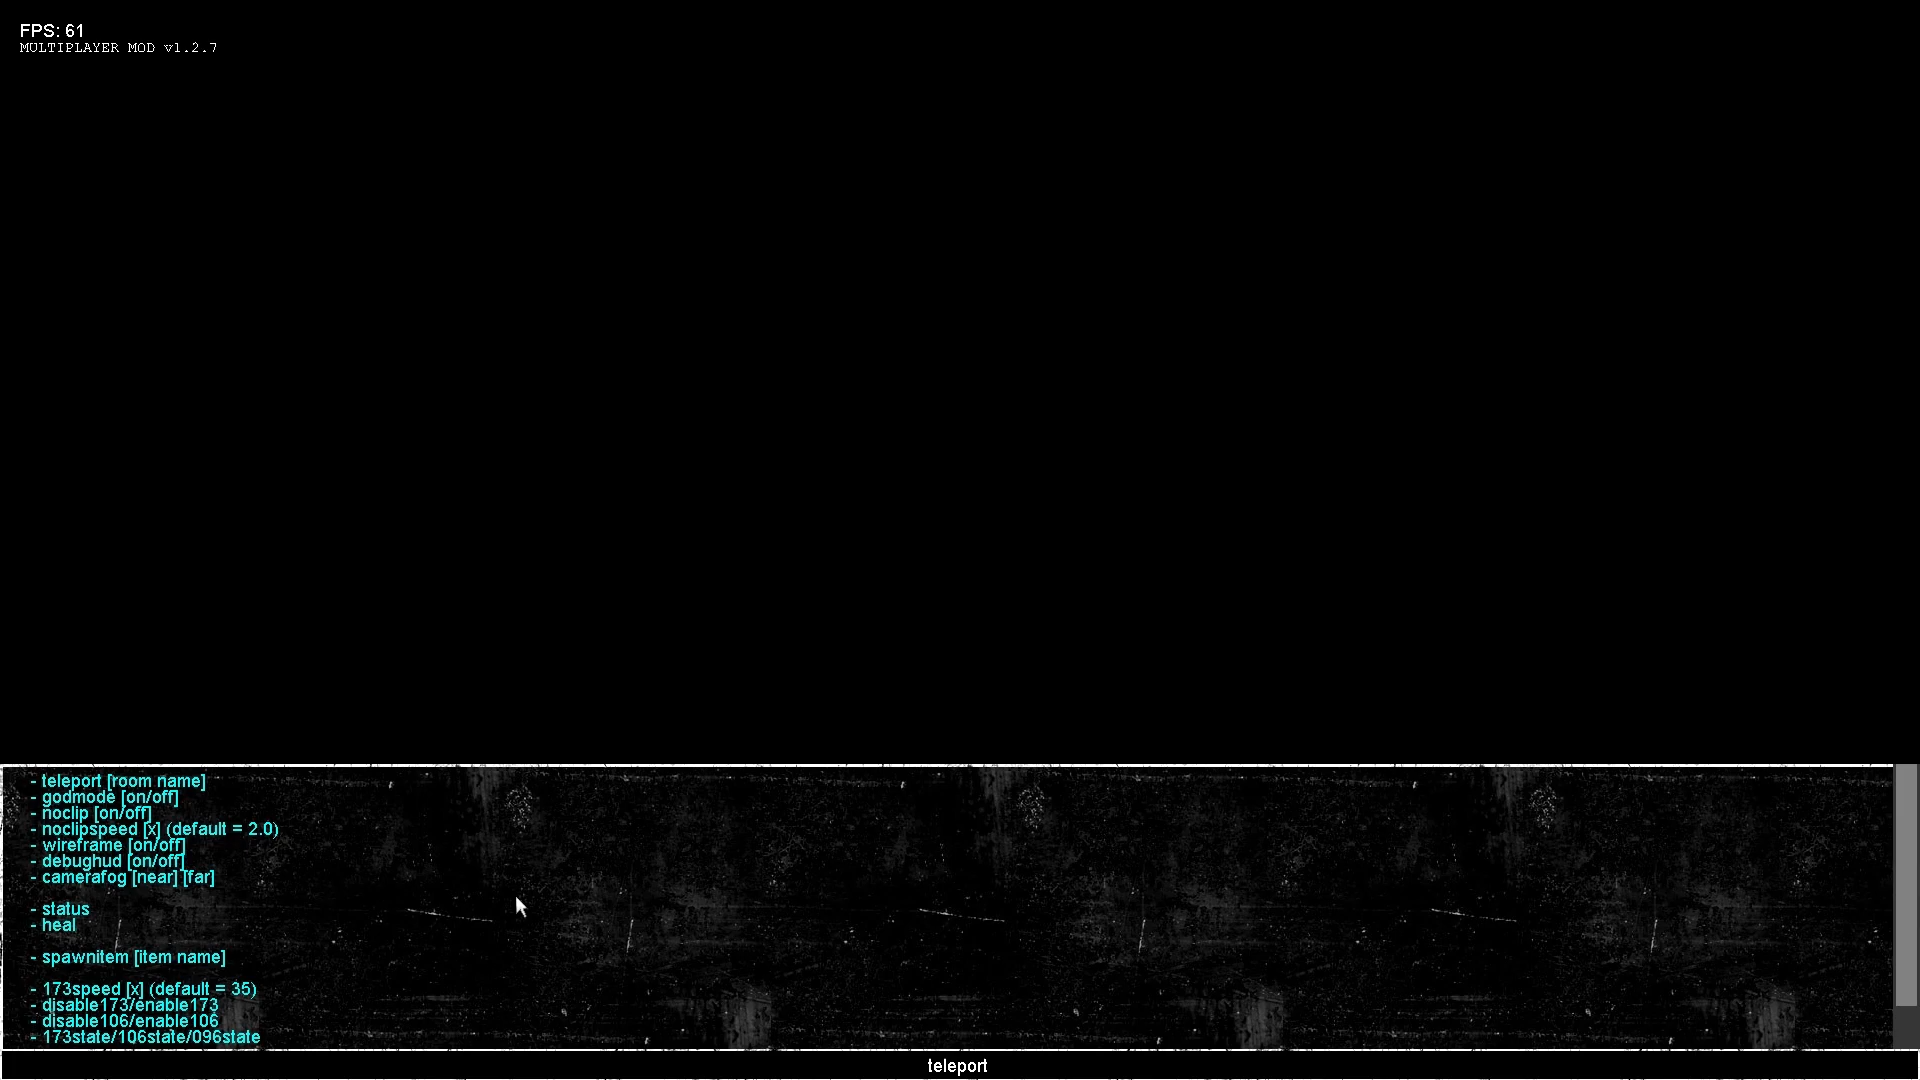 FPS: 61
MULTIPLAYER MOD v1.2.7
- teleport [room name]
- godmode [on/off]
- noclip [on/off]
- noclipspeed [x] (default = 2.0)
- wireframe [on/off]
- debughud [on/off]
- camerafog [near] [far]
- status
- heal
- spawnitem [item name]
- 173speed [x] (default = 35)
- disable173/enable173
- disable106/enable106
- 173state/106state/096state
teleport